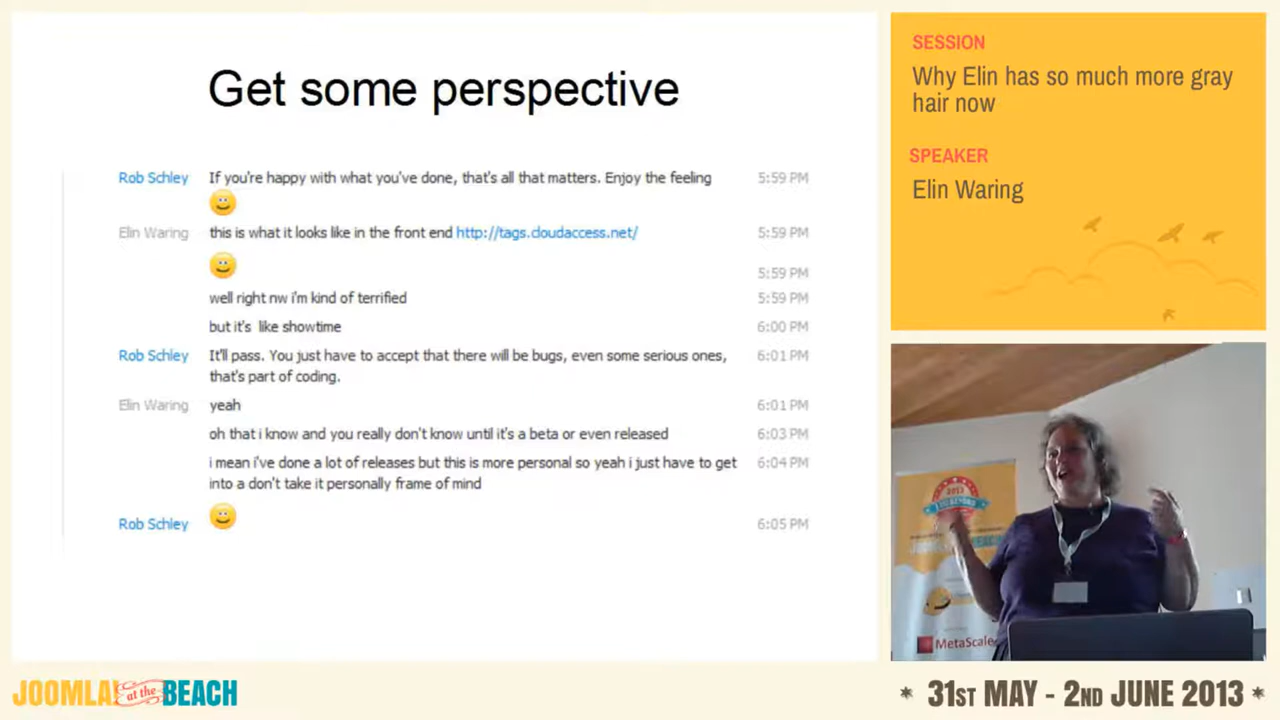 Get some perspective
Rob Schley If you're happy with what you've done, that's all that matters. Enjoy the feeling 5:59 PM
Elin Waring this is what it looks like in the front end http://tags.cloudaccess.net/ 5:59 PM
5:59 PM
well right nw i'm kind of terrified 5:59 PM
but it's like showtime 6:00 PM
Rob Schley It'll pass. You just have to accept that there will be bugs, even some serious ones, 6:01 PM
that's part of coding.
Elin Waring yeah 6:01 PM
oh that i know and you really don't know until it's a beta or even released 6:03 PM
i mean i've done a lot of releases but this is more personal so yeah i just have to get 6:04 PM
into a don't take it personally frame of mind
Rob Schley 6:05 PM
SESSION
Why Elin has so much more gray
hair now
SPEAKER
Elin Waring
2013
MetaScale
JOOMLA! at the BEACH
* 31ST MAY - 2ND JUNE 2013 *